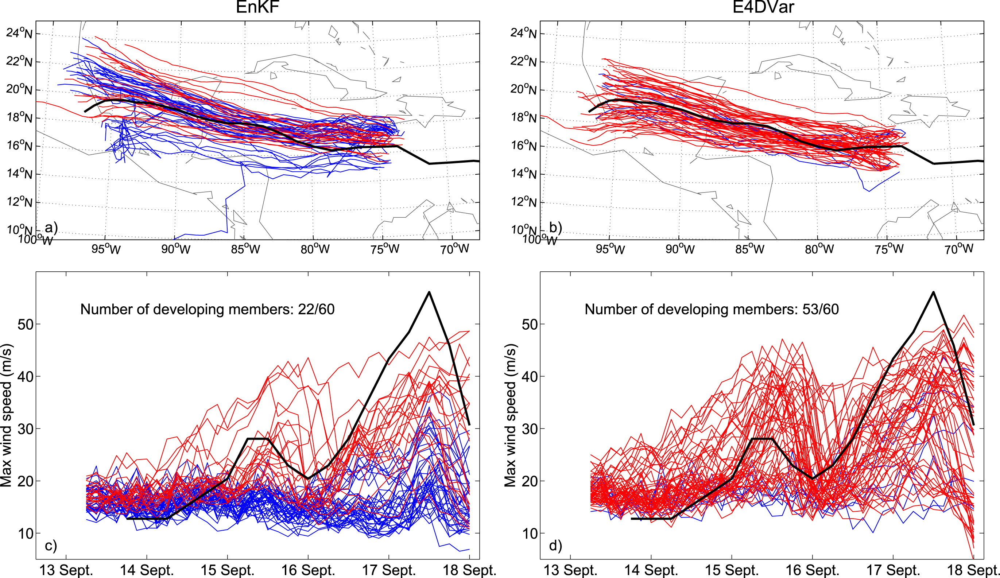 EnKF
E4DVar
24°N
22°N
20°N
18°N
16°N
14°N
12°N
10°N
100°W
95°W
90°W
85°W
80°W
75°W
70°W
a)
24°N
22°N
20°N
18°N
16°N
14°N
12°N
10°N
100°W
95°W
90°W
85°W
80°W
75°W
70°W
b)
Max wind speed (m/s)
Number of developing members: 22/60
50
40
30
20
10
c)
13 Sept.
14 Sept.
15 Sept.
16 Sept.
17 Sept.
18 Sept.
Max wind speed (m/s)
Number of developing members: 53/60
50
40
30
20
10
d)
13 Sept.
14 Sept.
15 Sept.
16 Sept.
17 Sept.
18 Sept.